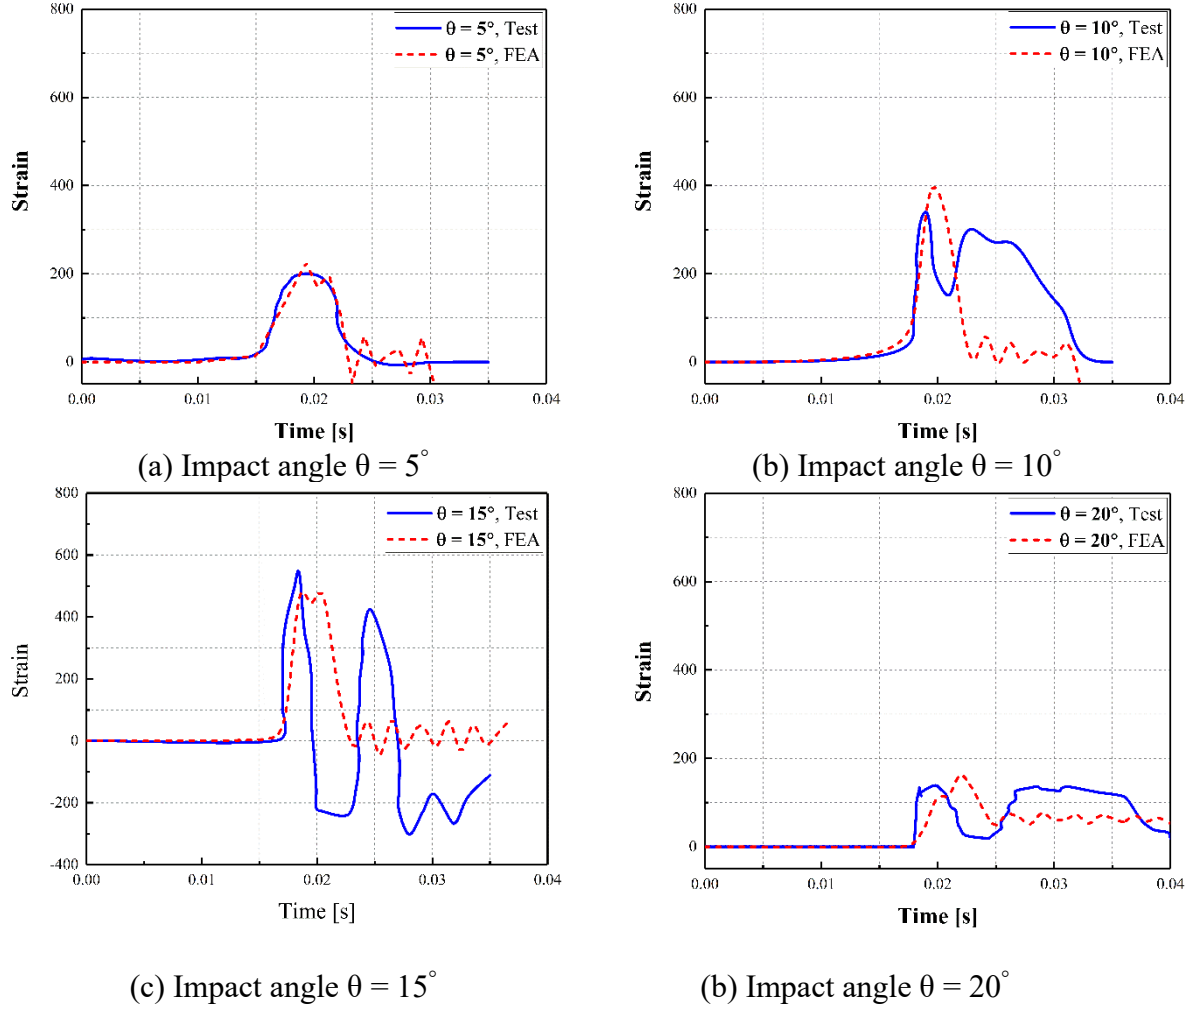 800
600
400
200
0
Strain
θ = 5°, Test
θ = 5°, FEA
0.00 0.01 0.02 0.03 0.04
Time [s]
(a) Impact angle θ = 5°
800
600
400
200
0
Strain
θ = 10°, Test
θ = 10°, FEA
0.00 0.01 0.02 0.03 0.04
Time [s]
(b) Impact angle θ = 10°
800
600
400
200
0
-200
-400
Strain
θ = 15°, Test
θ = 15°, FEA
0.00 0.01 0.02 0.03 0.04
Time [s]
(c) Impact angle θ = 15°
800
600
400
200
0
Strain
θ = 20°, Test
θ = 20°, FEA
0.00 0.01 0.02 0.03 0.04
Time [s]
(b) Impact angle θ = 20°